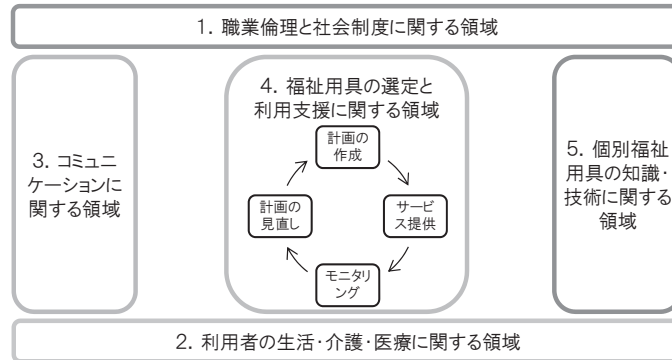 1．職業倫理と社会制度に関する領域
3．コミュニ
ケーションに
関する領域
4．福祉用具の選定と
利用支援に関する領域
計画の
作成
サービ
ス提供
モニタリ
ング
計画の
見直し
5．個別福祉
用具の知識・
技術に関する
領域
2．利用者の生活・介護・医療に関する領域